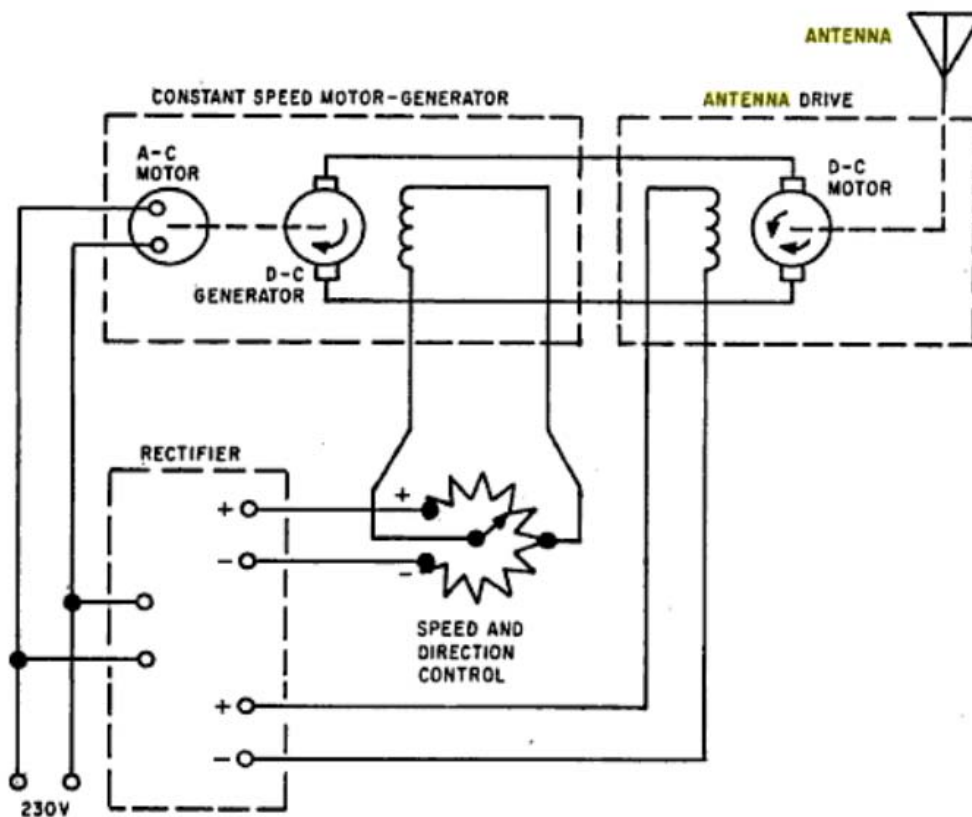 ANTENNA
CONSTANT SPEED MOTOR-GENERATOR
ANTENNA DRIVE
A-C
MOTOR
D-C
MOTOR
D-C
GENERATOR
RECTIFIER
+
+
-
-
SPEED AND
DIRECTION
CONTROL
+
-
230V